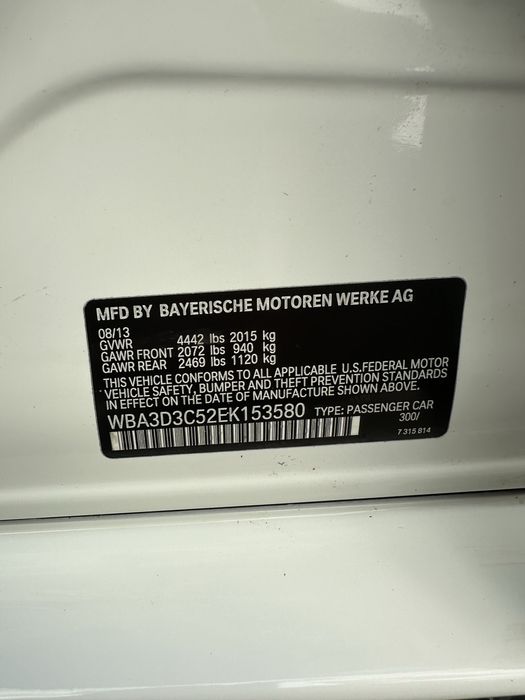 MFD BY BAYERISCHE MOTOREN WERKE AG
08/13
GVWR 4442 lbs 2015 kg
GAWR FRONT 2072 lbs 940 kg
GAWR REAR 2469 lbs 1120 kg
THIS VEHICLE CONFORMS TO ALL APPLICABLE U.S.FEDERAL MOTOR
VEHICLE SAFETY, BUMPER AND THEFT PREVENTION STANDARDS
IN EFFECT ON THE DATE OF MANUFACTURE SHOWN ABOVE.
WBA3D3C52EK153580 TYPE: PASSENGER CAR
300/
7 315 814